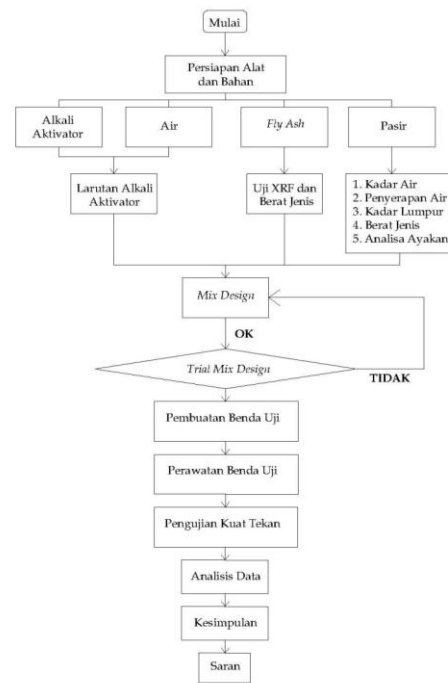 Mulai
Persiapan Alat
dan Bahan
Alkali
Aktivator
Air
Fly Ash
Pasir
Larutan Alkali
Aktivator
Uji XRF dan
Berat Jenis
1. Kadar Air
2. Penyerapan Air
3. Kadar Lumpur
4. Berat Jenis
5. Analisa Ayakan
Mix Design
OK
Trial Mix Design
TIDAK
Pembuatan Benda Uji
Perawatan Benda Uji
Pengujian Kuat Tekan
Analisis Data
Kesimpulan
Saran